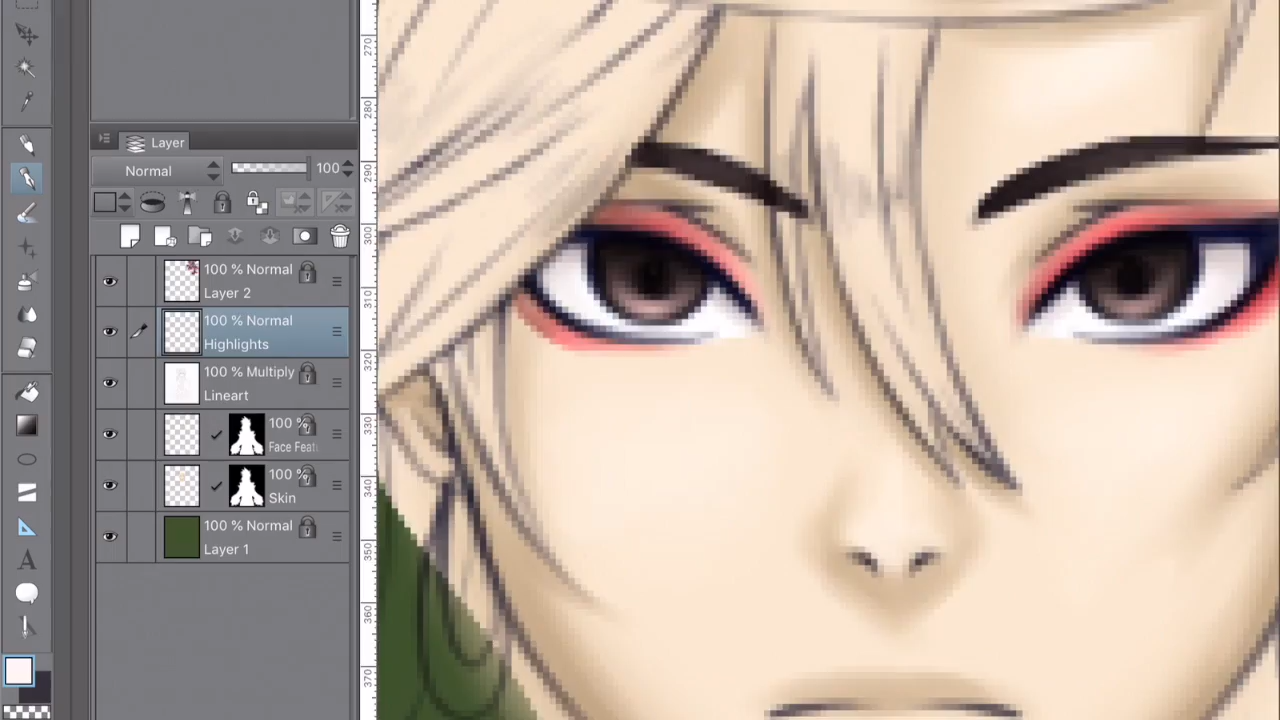 Layer
Normal
100
100 % Normal
Layer 2
100 % Normal
Highlights
100 % Multiply
Lineart
100 %
Face Feat
100 %
Skin
100 % Normal
Layer 1
270
280
290
300
310
320
330
340
350
360
370